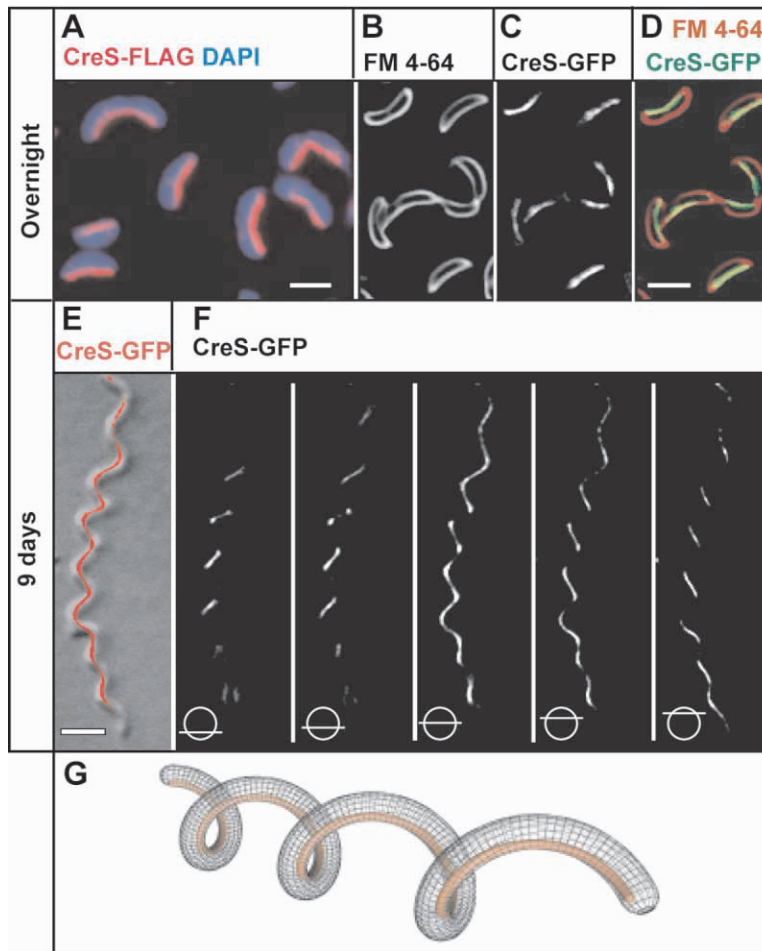 A
CreS-FLAG DAPI
B
FM 4-64
C
CreS-GFP
D FM 4-64
CreS-GFP
Overnight
E
CreS-GFP
F
CreS-GFP
9 days
G